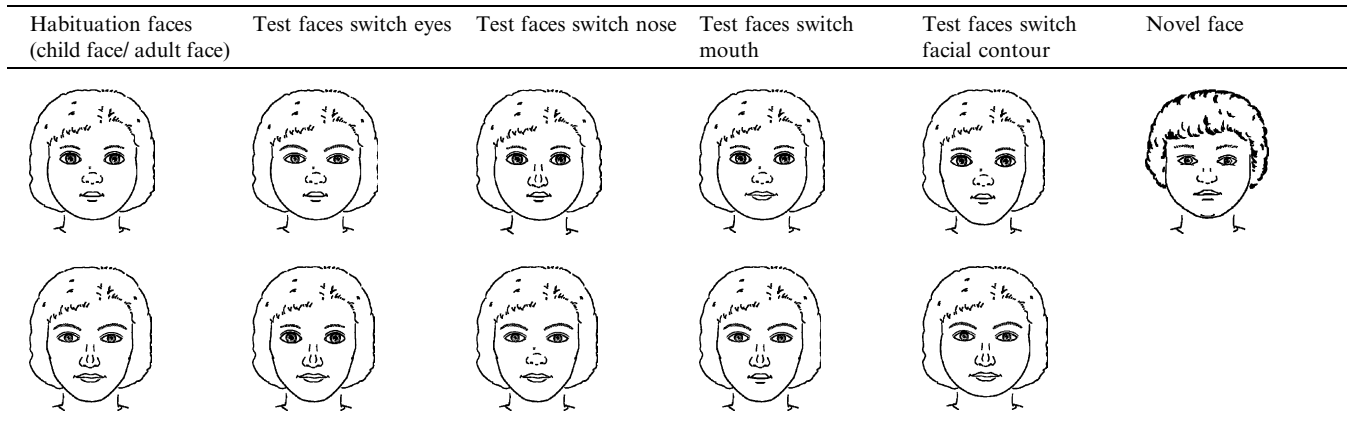 Habituation faces
(child face/ adult face)
Test faces switch eyes
Test faces switch nose
Test faces switch
mouth
Test faces switch
facial contour
Novel face